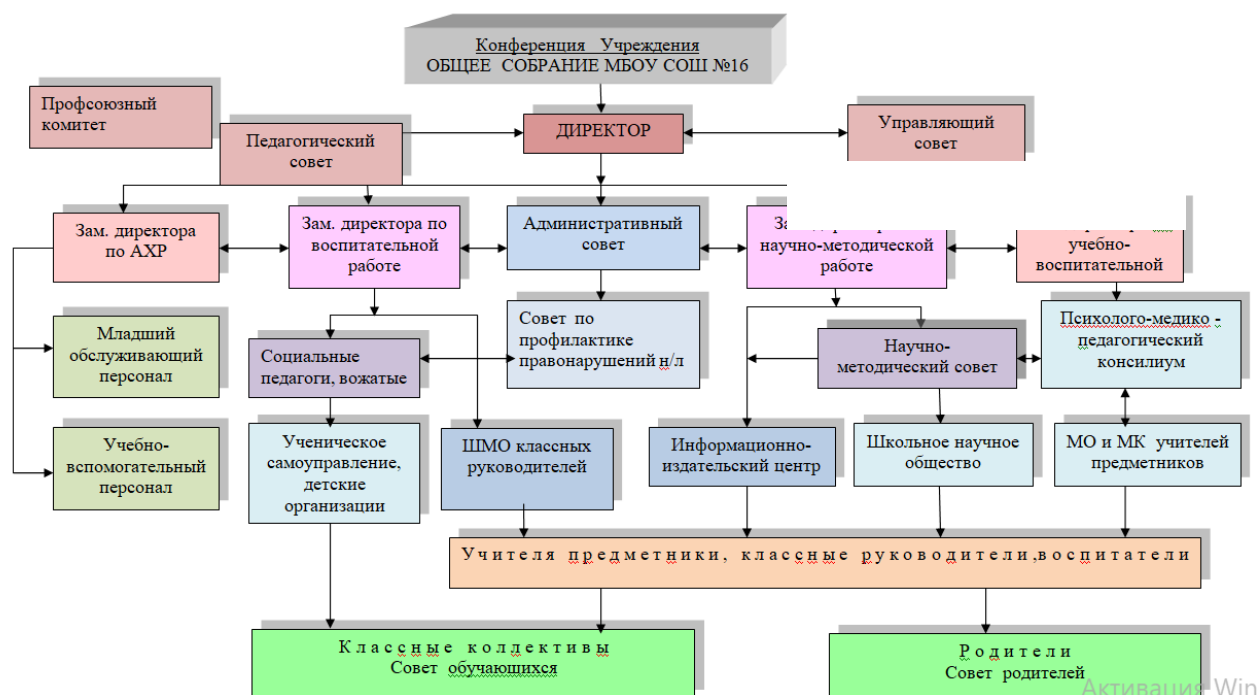 Конференция Учреждения
ОБЩЕЕ СОБРАНИЕ МБОУ СОШ №16
Профсоюзный
комитет
Педагогический
совет
ДИРЕКТОР
Управляющий
совет
Зам. директора
по АХР
Зам. директора по
воспитательной
работе
Административный
совет
научно-методической
работе
учебно-
воспитательной
Младший
обслуживающий
персонал
Социальные
педагоги, вожатые
Совет по
профилактике
правонарушений н/л
Научно-
методический совет
Психолого-медико -
педагогический
консилиум
Учебно-
вспомогательный
персонал
Ученическое
самоуправление,
детские
организации
ШМО классных
руководителей
Информационно-
издательский центр
Школьное научное
общество
МО и МК учителей
предметников
Учителя предметники, классные руководители,воспитатели
Классные коллективы
Совет обучающихся
Родители
Совет родителей
Активация Win